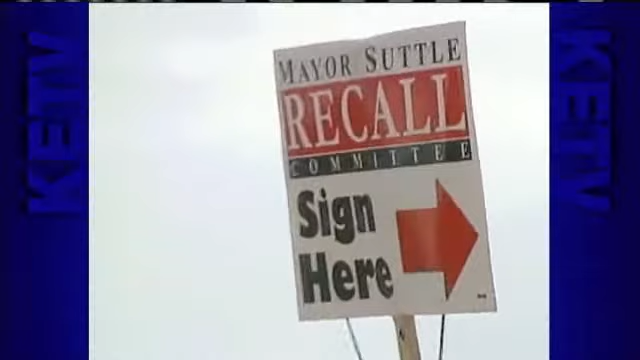 MAYOR SUTTLE
RECALL
COMMITTEE
Sign
Here
KETV
KETV